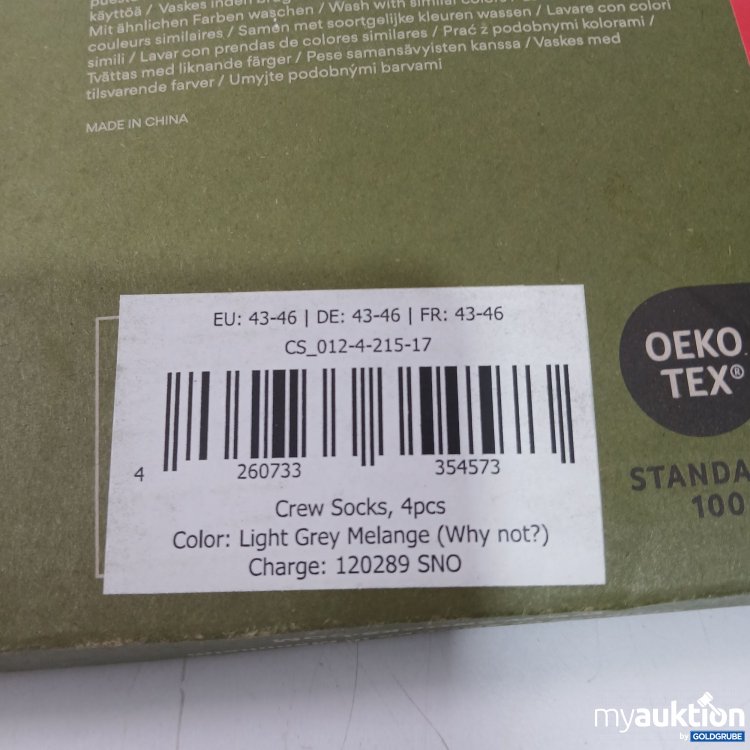 käyttöä / Vaskes inden brug
Mit ähnlichen Farben waschen / Wash with similar colors
couleurs similaires / Samen met soortgelijke kleuren wassen / Lavare con colori
simili / Lavar con prendas de colores similares / Prać z podobnymi kolorami /
Tvättas med liknande färger / Pese samansävyisten kanssa / Vaskes med
tilsvarende farver / Umyjte podobnými barvami
MADE IN CHINA
EU: 43-46 | DE: 43-46 | FR: 43-46
CS_012-4-215-17
4 260733 354573
Crew Socks, 4pcs
Color: Light Grey Melange (Why not?)
Charge: 120289 SNO
OEKO
TEX®
STANDA
100
myauktion
by GOLDGRUBE